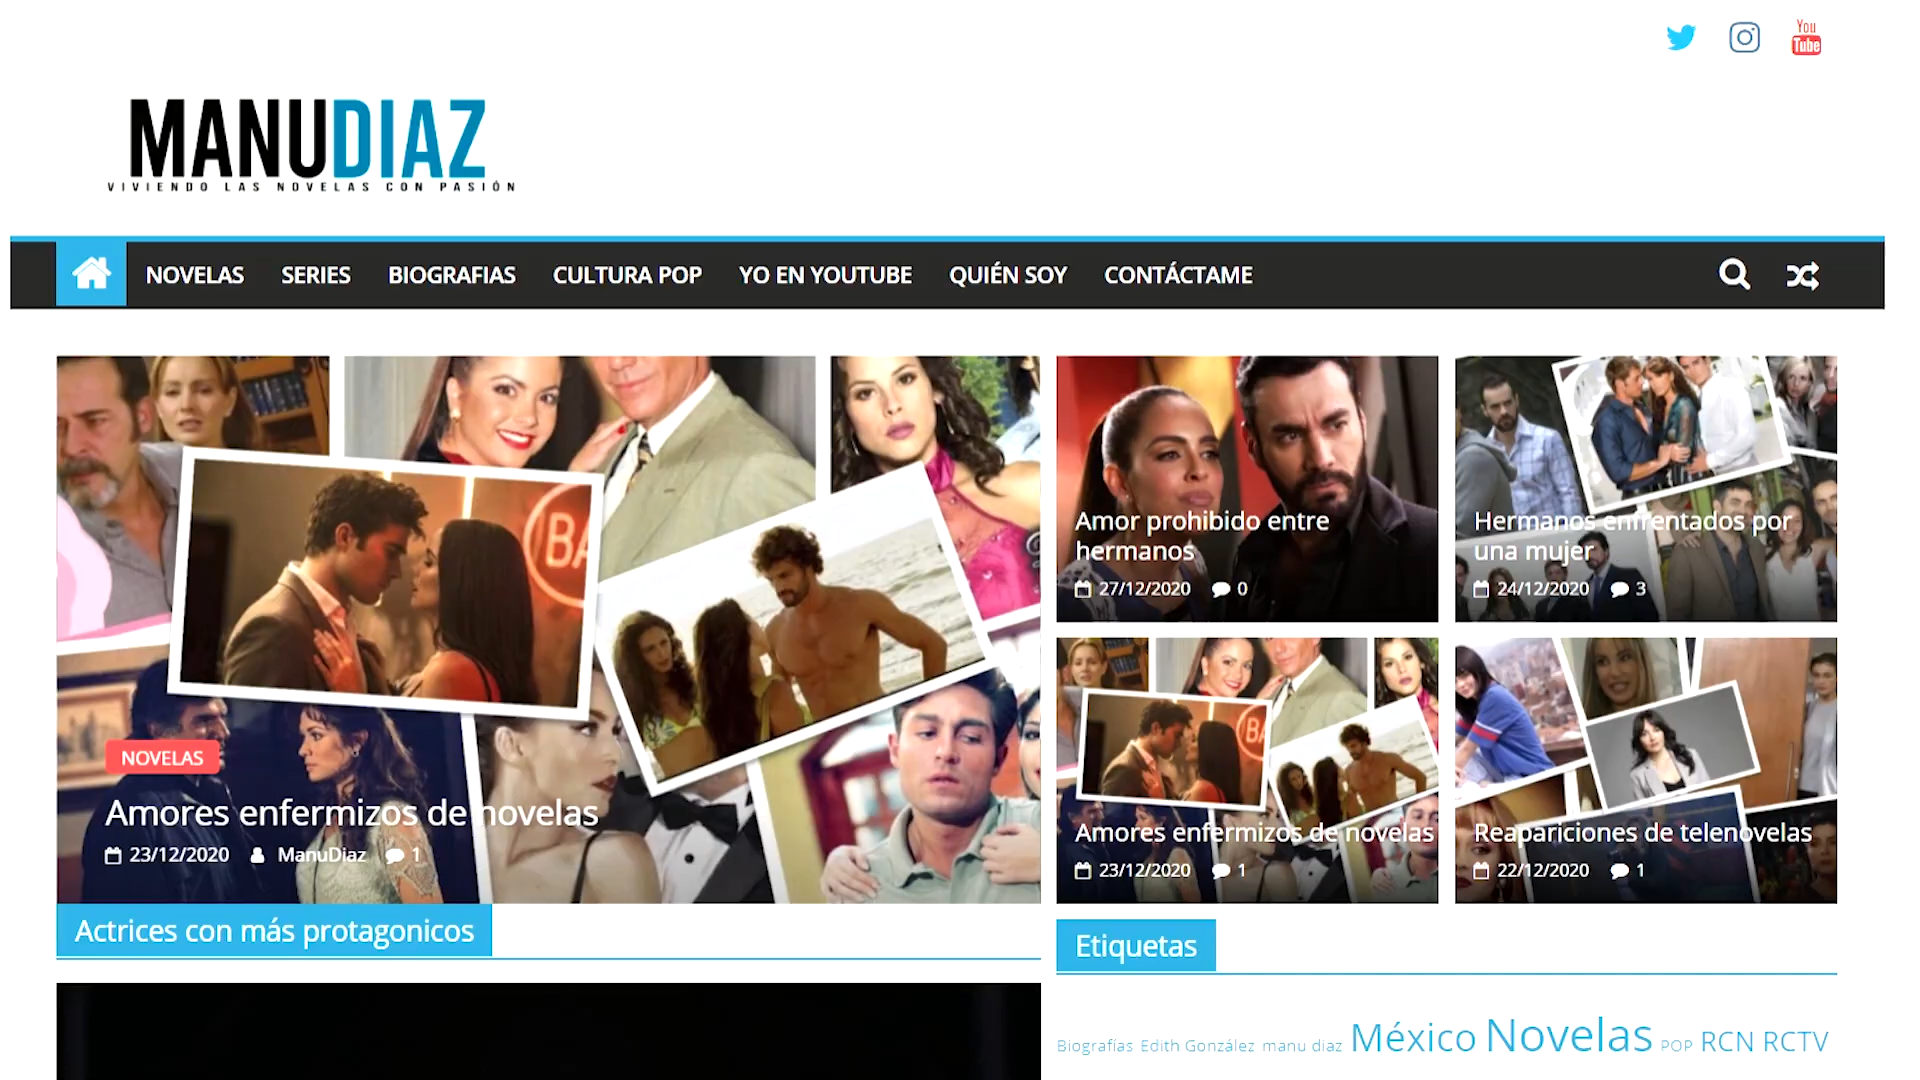 You
Tube
MANUDIAZ
VIVIENDO LAS NOVELAS CON PASIÓN
NOVELAS SERIES BIOGRAFIAS CULTURA POP YO EN YOUTUBE QUIÉN SOY CONTÁCTAME
BA
NOVELAS
Amores enfermizos de novelas
23/12/2020 ManuDiaz 1
Amor prohibido entre
hermanos
27/12/2020 0
Hermanos enfrentados por
una mujer
24/12/2020 3
BA
Amores enfermizos de novelas
23/12/2020 1
Reapariciones de telenovelas
22/12/2020 1
Actrices con más protagonicos
Etiquetas
Biografías Edith González manu diaz México Novelas POP RCN RCTV